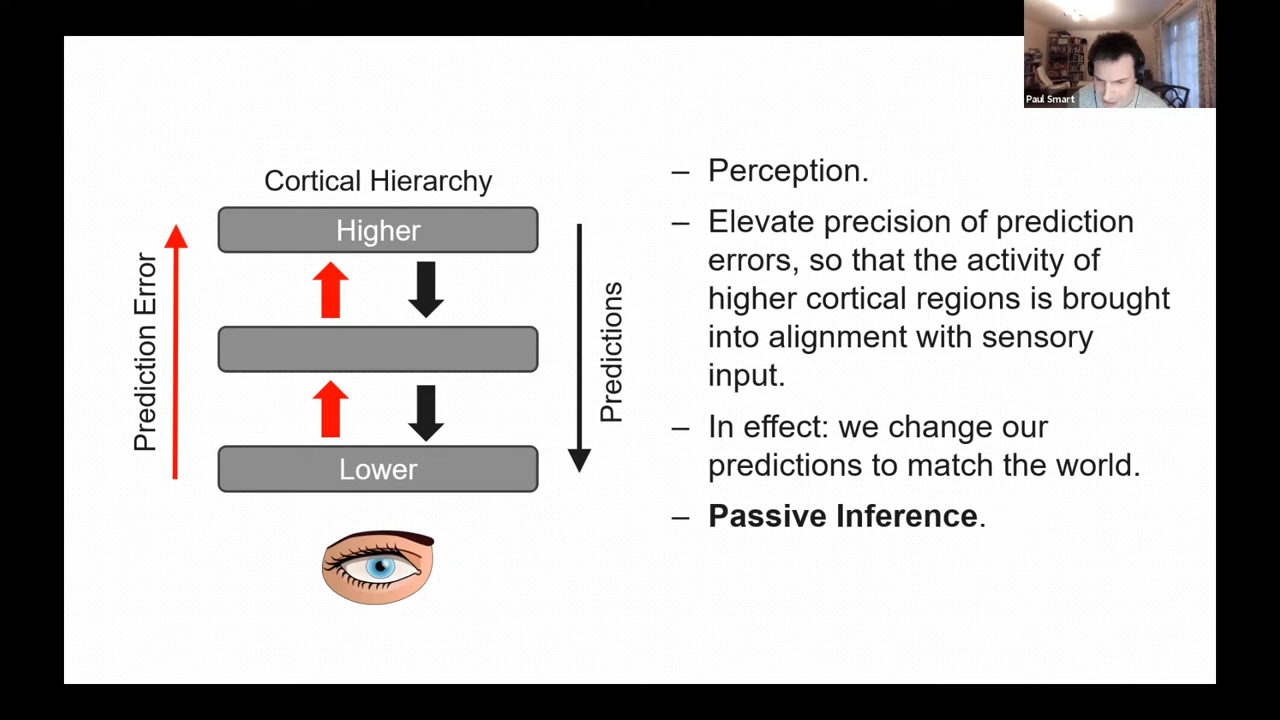 Paul Smart
Cortical Hierarchy
Higher
Lower
Prediction Error
Predictions
– Perception.
– Elevate precision of prediction
errors, so that the activity of
higher cortical regions is brought
into alignment with sensory
input.
– In effect: we change our
predictions to match the world.
– Passive Inference.